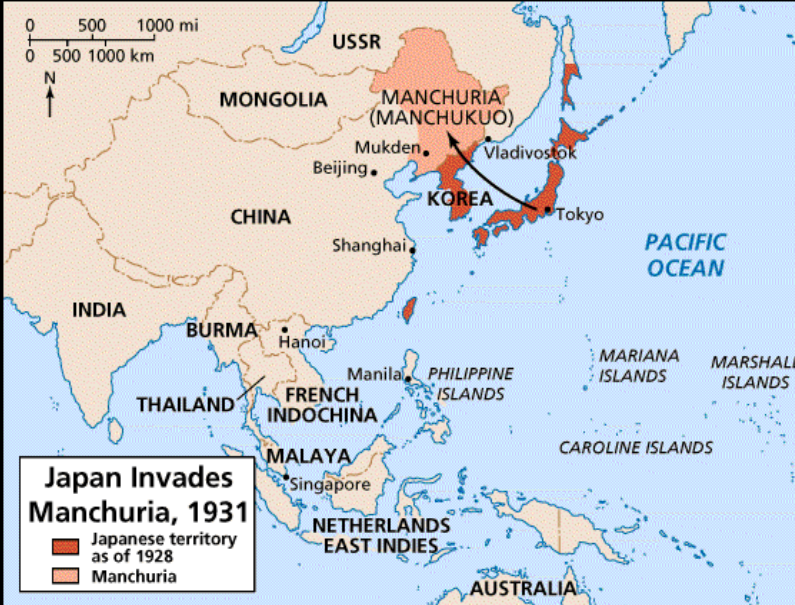 0 500 1000 mi
0 500 1000 km
N
USSR
MONGOLIA
MANCHURIA
(MANCHUKUO)
Mukden
Vladivostok
Beijing
KOREA
Tokyo
CHINA
Shanghai
PACIFIC
OCEAN
INDIA
BURMA
Hanoi
MARIANA
ISLANDS
MARSHALL
ISLANDS
Manila
PHILIPPINE
ISLANDS
THAILAND
FRENCH
INDOCHINA
CAROLINE ISLANDS
MALAYA
Singapore
NETHERLANDS
EAST INDIES
AUSTRALIA
Japan Invades
Manchuria, 1931
Japanese territory
as of 1928
Manchuria